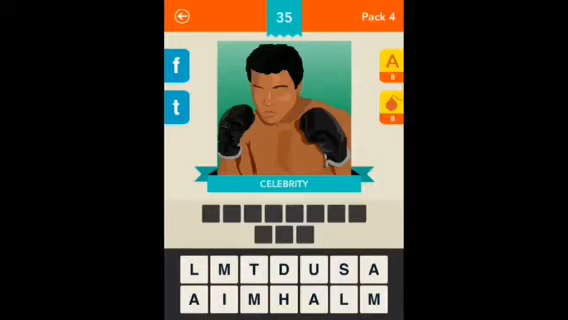 35
Pack 4
f
A
8
t
8
CELEBRITY
L M T D U S A
A I M H A L M